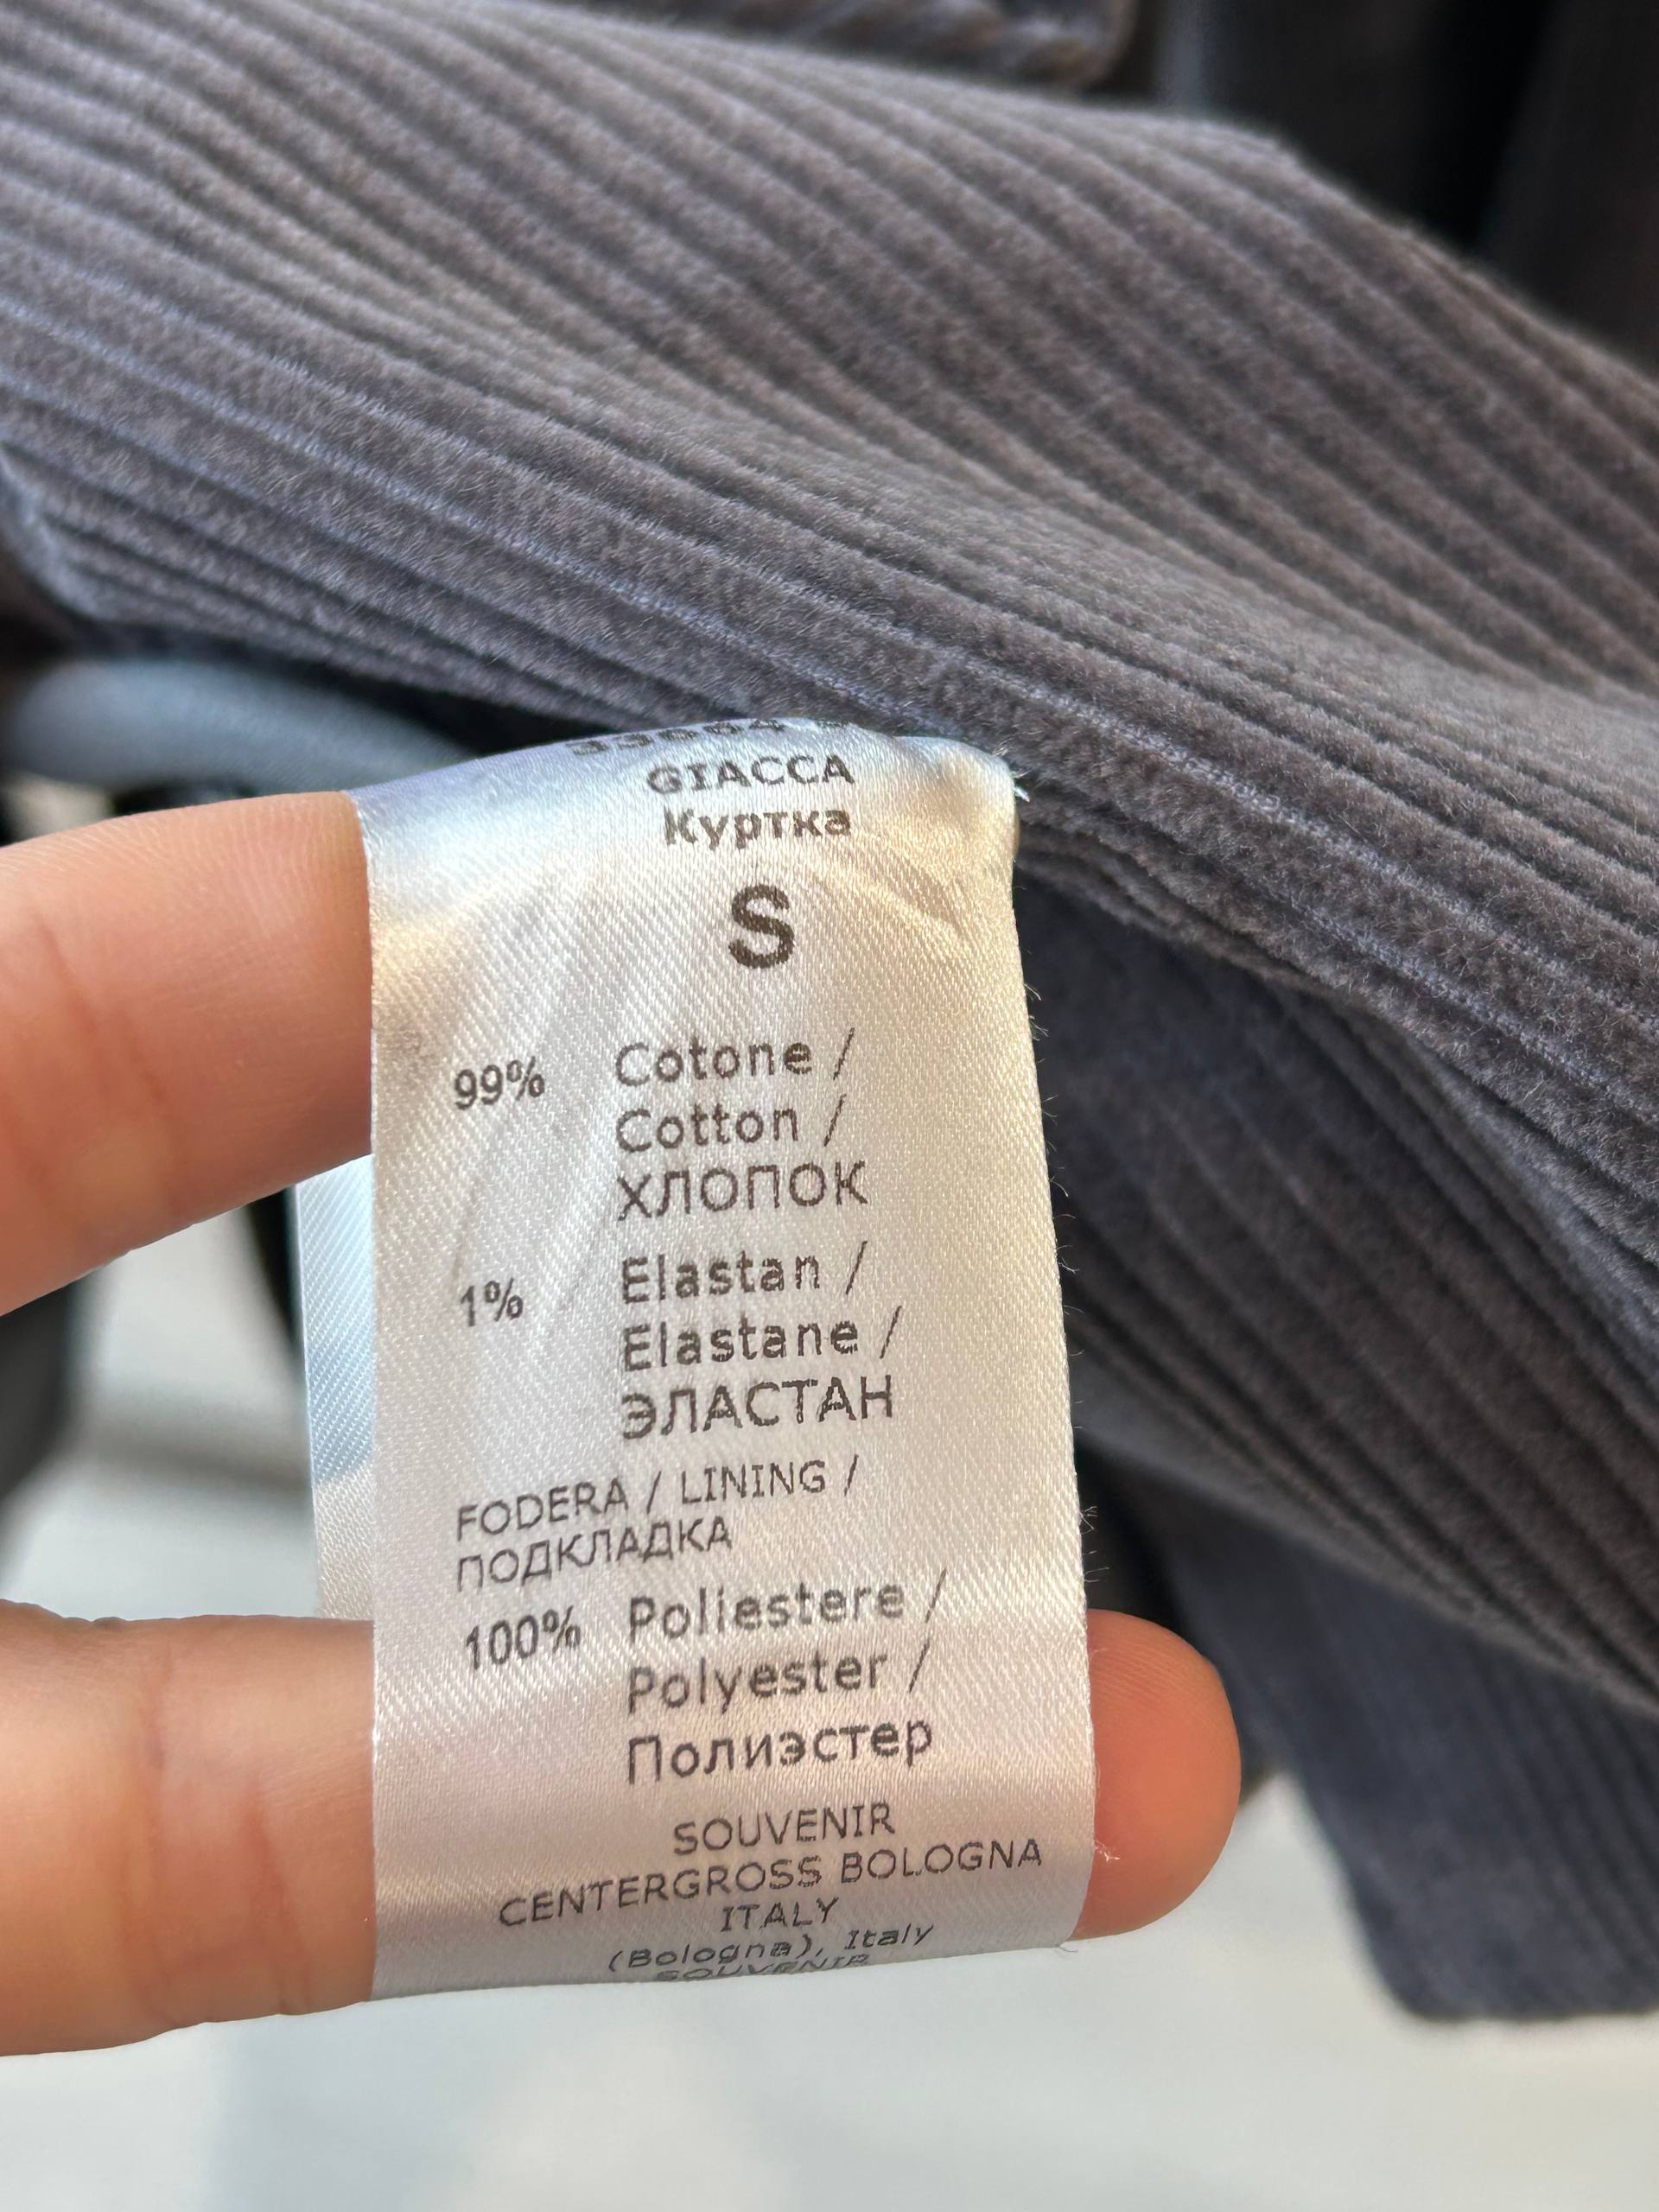 GIACCA
Куртка
S
99% Cotone /
Cotton /
ХЛОПОК
1% Elastan /
Elastane /
ЭЛАСТАН
FODERA / LINING /
ПОДКЛАДКА
100% Poliestere /
Polyester /
Полиэстер
SOUVENIR
CENTERGROSS BOLOGNA
ITALY
(Bologna), Italy
SOUVENIR